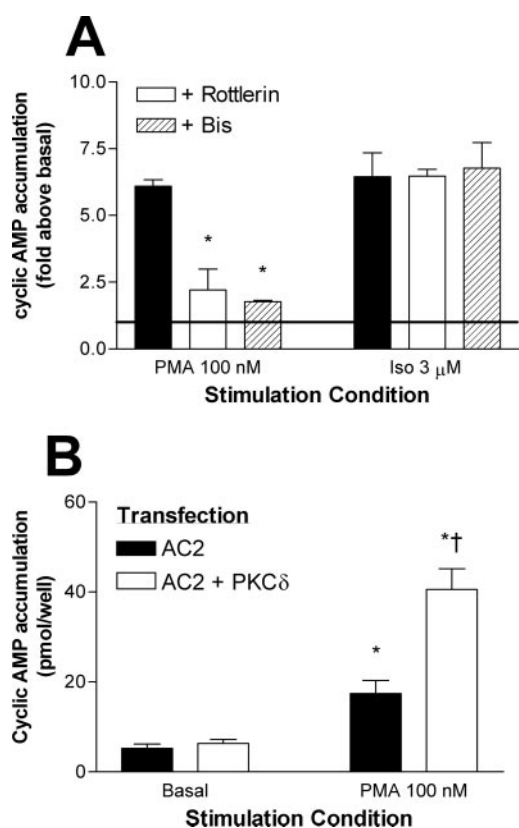 A
cyclic AMP accumulation
(fold above basal)
10.0
7.5
5.0
2.5
0.0
+ Rottlerin
+ Bis
*
*
PMA 100 nM
Iso 3 μM
Stimulation Condition
B
Cyclic AMP accumulation
(pmol/well)
60
40
20
0
Transfection
AC2
AC2 + PKCδ
*
*†
Basal
PMA 100 nM
Stimulation Condition